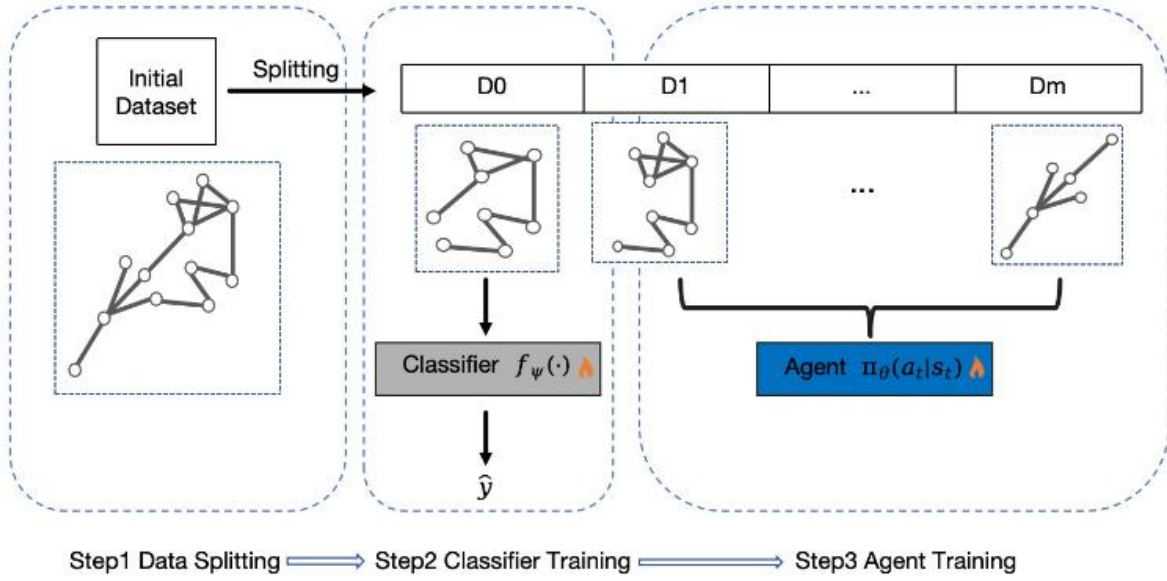 Initial
Dataset
Splitting
D0
D1
...
Dm
...
Classifier f_ψ(·)
Agent π_θ(a_t|s_t)
ŷ
Step1 Data Splitting
Step2 Classifier Training
Step3 Agent Training